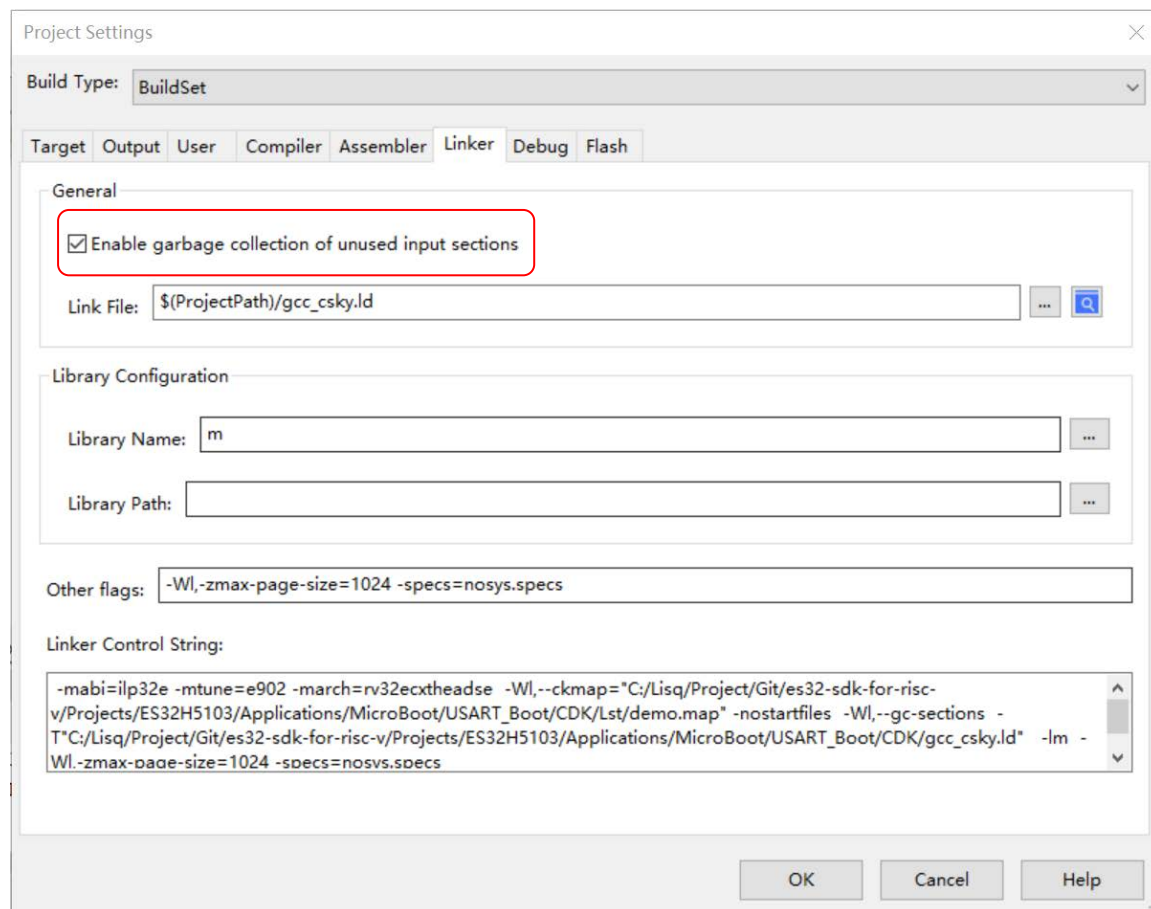 Project Settings
Build Type: BuildSet
Target Output User Compiler Assembler Linker Debug Flash
General
Enable garbage collection of unused input sections
Link File: $(ProjectPath)/gcc_csky.ld ...
Library Configuration
Library Name: m ...
Library Path: ...
Other flags: -Wl,-zmax-page-size=1024 -specs=nosys.specs
Linker Control String:
-mabi=ilp32e -mtune=e902 -march=rv32ecxtheadse -Wl,--ckmap="C:/Lisq/Project/Git/es32-sdk-for-risc-
v/Projects/ES32H5103/Applications/MicroBoot/USART_Boot/CDK/Lst/demo.map" -nostartfiles -Wl,--gc-sections -
T"C:/Lisq/Project/Git/es32-sdk-for-risc-v/Projects/ES32H5103/Applications/MicroBoot/USART_Boot/CDK/gcc_csky.ld" -lm -
Wl,-zmax-page-size=1024 -specs=nosys.specs
OK Cancel Help